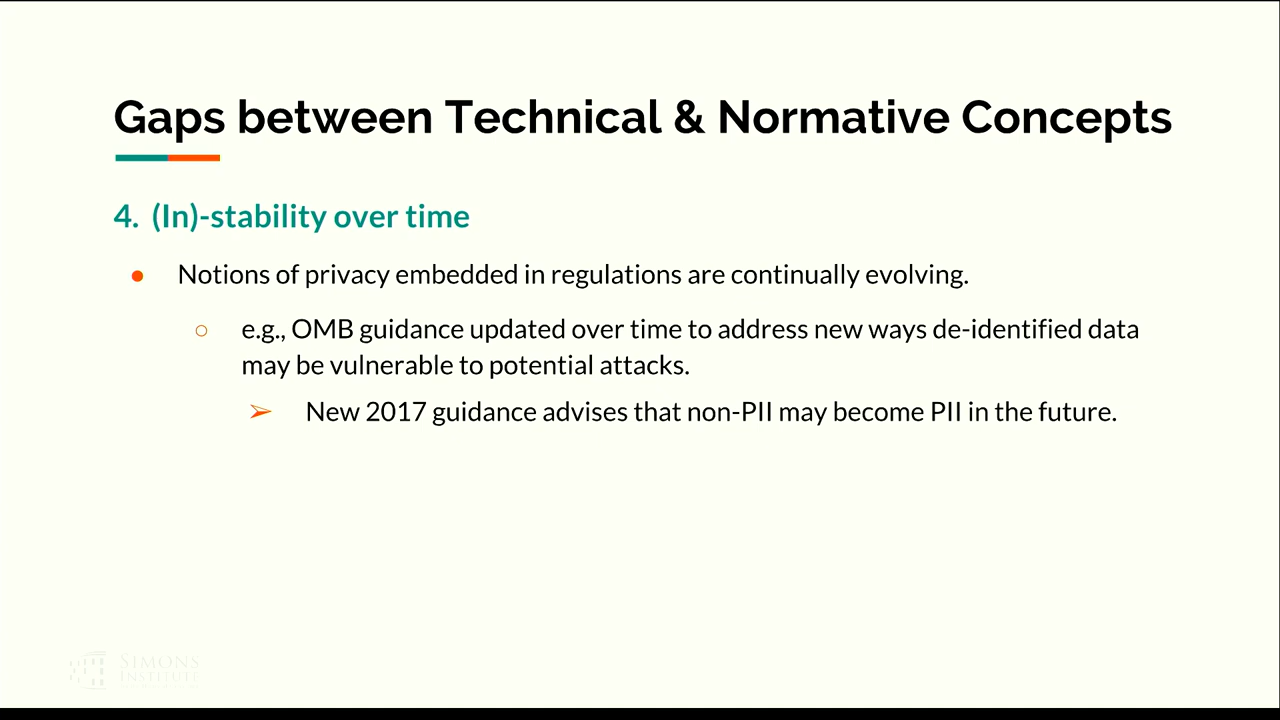 Gaps between Technical & Normative Concepts
4. (In)-stability over time
● Notions of privacy embedded in regulations are continually evolving.
○ e.g., OMB guidance updated over time to address new ways de-identified data
may be vulnerable to potential attacks.
➢ New 2017 guidance advises that non-PII may become PII in the future.
SIMONS
INSTITUTE